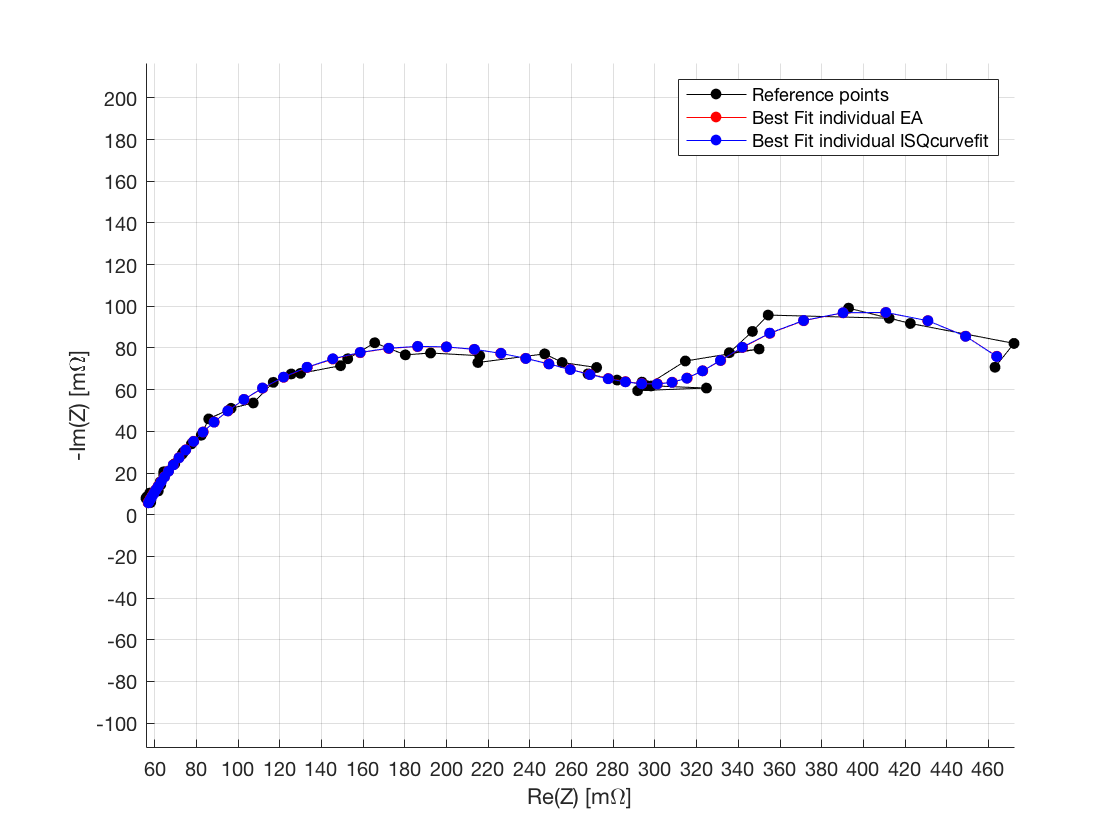 Reference points
Best Fit individual EA
Best Fit individual ISQcurvefit
200
180
160
140
120
100
80
60
40
20
0
-20
-40
-60
-80
-100
-Im(Z) [mΩ]
60 80 100 120 140 160 180 200 220 240 260 280 300 320 340 360 380 400 420 440 460
Re(Z) [mΩ]